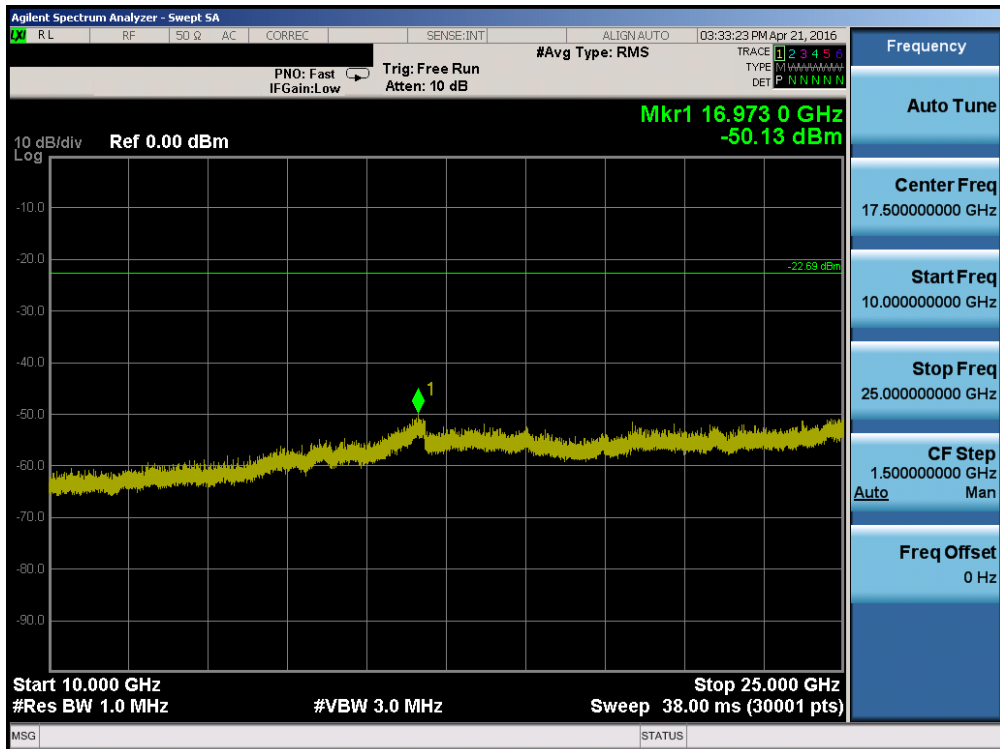 Agilent Spectrum Analyzer - Swept SA
LXI RL RF 50 Ω AC CORREC SENSE:INT ALIGN AUTO 03:33:23 PM Apr 21, 2016
#Avg Type: RMS TRACE 1 2 3 4 5 6
PNO: Fast Trig: Free Run TYPE M WWWWW
IFGain:Low Atten: 10 dB DET P N N N N N
Mkr1 16.973 0 GHz
-50.13 dBm
10 dB/div Ref 0.00 dBm
Log
-10.0
-20.0
-22.69 dBm
-30.0
-40.0
1
-50.0
-60.0
-70.0
-80.0
-90.0
Start 10.000 GHz Stop 25.000 GHz
#Res BW 1.0 MHz #VBW 3.0 MHz Sweep 38.00 ms (30001 pts)
MSG STATUS
Frequency
Auto Tune
Center Freq
17.500000000 GHz
Start Freq
10.000000000 GHz
Stop Freq
25.000000000 GHz
CF Step
1.500000000 GHz
Auto Man
Freq Offset
0 Hz